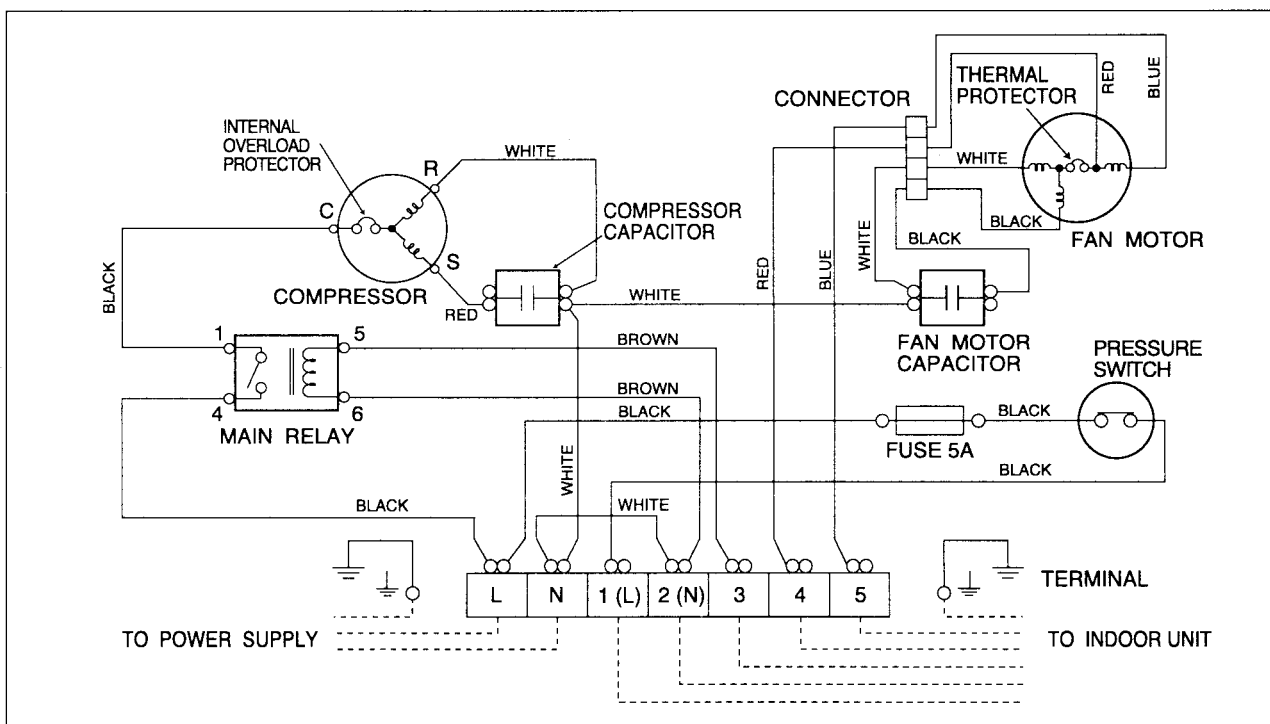 THERMAL
PROTECTOR
RED
BLUE
CONNECTOR
INTERNAL
OVERLOAD
PROTECTOR
WHITE
WHITE
R
C
S
COMPRESSOR
CAPACITOR
BLACK
FAN MOTOR
WHITE
BLACK
BLACK
RED
BLUE
COMPRESSOR
RED
WHITE
1
5
BROWN
FAN MOTOR
CAPACITOR
PRESSURE
SWITCH
4
6
BROWN
MAIN RELAY
BLACK
BLACK
FUSE 5A
WHITE
BLACK
BLACK
WHITE
L
N
1 (L)
2 (N)
3
4
5
TERMINAL
TO POWER SUPPLY
TO INDOOR UNIT